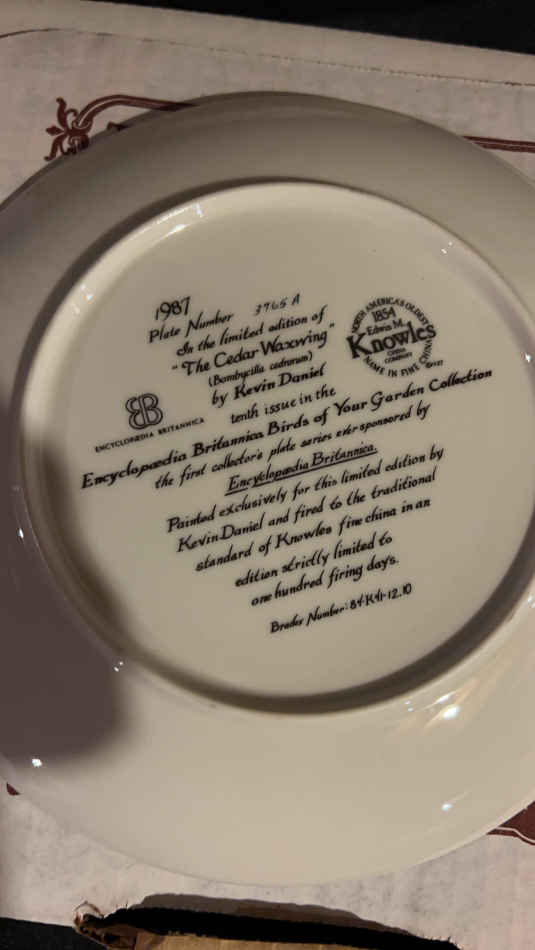 1987
Plate Number 3765 A
In the limited edition of
"The Cedar Waxwing"
(Bombycilla cedrorum)
by Kevin Daniel
tenth issue in the
Encyclopædia Britannica Birds of Your Garden Collection
the first collector's plate series ever sponsored by
Encyclopædia Britannica.
Painted exclusively for this limited edition by
Kevin Daniel and fired to the traditional
standard of Knowles fine china in an
edition strictly limited to
one hundred firing days.
Bradex Number: 84-K41-12.10
EB
ENCYCLOPÆDIA BRITANNICA
NORTH AMERICA'S OLDEST
1854
Edwin M.
Knowles
CHINA
COMPANY
NAME IN FINE CHINA